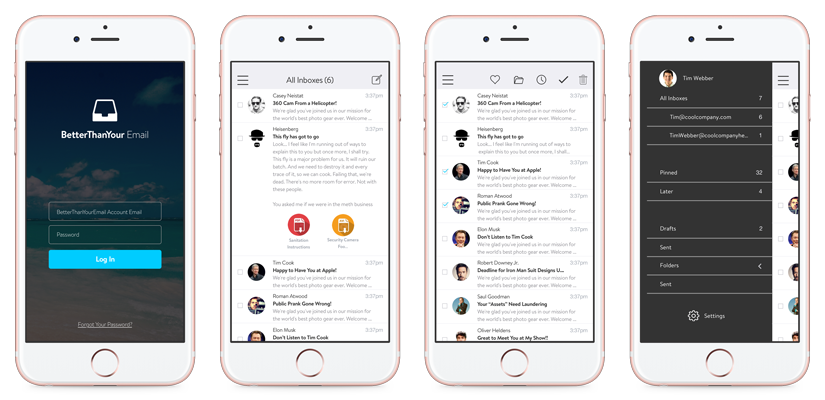 BetterThanYour Email
BetterThanYourEmail Account Email
Password
Log In
Forgot Your Password?
All Inboxes (6)
Casey Neistat 3:37pm
360 Cam From a Helicopter!
We're glad you've joined us in our mission for
the world's best photo gear ever. Welcome ...
Heisenberg 3:37pm
This fly has got to go
Look... I feel like I'm running out of ways to
explain this to you but once more, I shall try.
This fly is a major problem for us. It will ruin our
batch. And we need to destroy it and every
trace of it, so we can cook. Failing that, we're
dead. There's no more room for error. Not with
these people.
You asked me if we were in the math business
Sanitation
Instructions
Security Camera
Foo...
Tim Cook 3:37pm
Happy to Have You at Apple!
We're glad you've joined us in our mission for
the world's best photo gear ever. Welcome ...
Roman Atwood 3:37pm
Public Prank Gone Wrong!
We're glad you've joined us in our mission for
the world's best photo gear ever. Welcome ...
Elon Musk 3:37pm
Don't Listen to Tim Cook
Casey Neistat 3:37pm
360 Cam From a Helicopter!
We're glad you've joined us in our mission for
the world's best photo gear ever. Welcome ...
Heisenberg 3:37pm
This fly has got to go
Look... I feel like I'm running out of ways to
explain this to you but once more, I shall t...
Tim Cook 3:37pm
Happy to Have You at Apple!
We're glad you've joined us in our mission for
the world's best photo gear ever. Welcome ...
Roman Atwood 3:37pm
Public Prank Gone Wrong!
We're glad you've joined us in our mission for
the world's best photo gear ever. Welcome ...
Elon Musk 3:37pm
Don't Listen to Tim Cook
We're glad you've joined us in our mission for
the world's best photo gear ever. Welcome ...
Robert Downey Jr. 3:37pm
Deadline for Iron Man Suit Designs U...
We're glad you've joined us in our mission for
the world's best photo gear ever. Welcome ...
Saul Goodman 3:37pm
Your "Assets" Need Laundering
We're glad you've joined us in our mission for
the world's best photo gear ever. Welcome ...
Oliver Heldens 3:37pm
Great to Meet You at My Show!!
Tim Webber
All Inboxes 7
Tim@coolcompany.com 6
TimWebber@coolcompanyhe... 1
Pinned 32
Later 4
Drafts 2
Sent
Folders
Sent
Settings